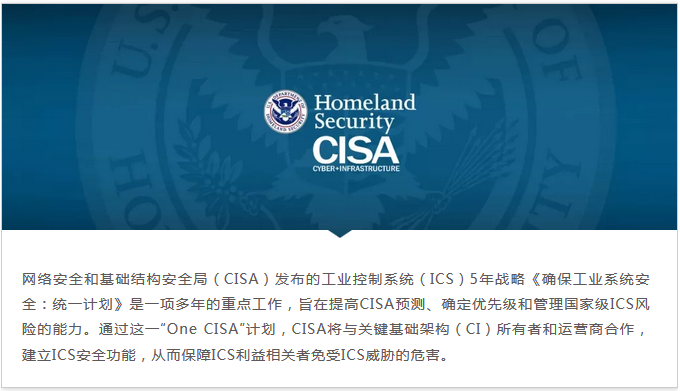 Homeland
Security
CISA
CYBER+INFRASTRUCTURE
网络安全和基础结构安全局（CISA）发布的工业控制系统（ICS）5年战略《确保工业系统安
全：统一计划》是一项多年的重点工作，旨在提高CISA预测、确定优先级和管理国家级ICS风
险的能力。通过这一“One CISA”计划，CISA将与关键基础架构（CI）所有者和运营商合作，
建立ICS安全功能，从而保障ICS利益相关者免受ICS威胁的危害。